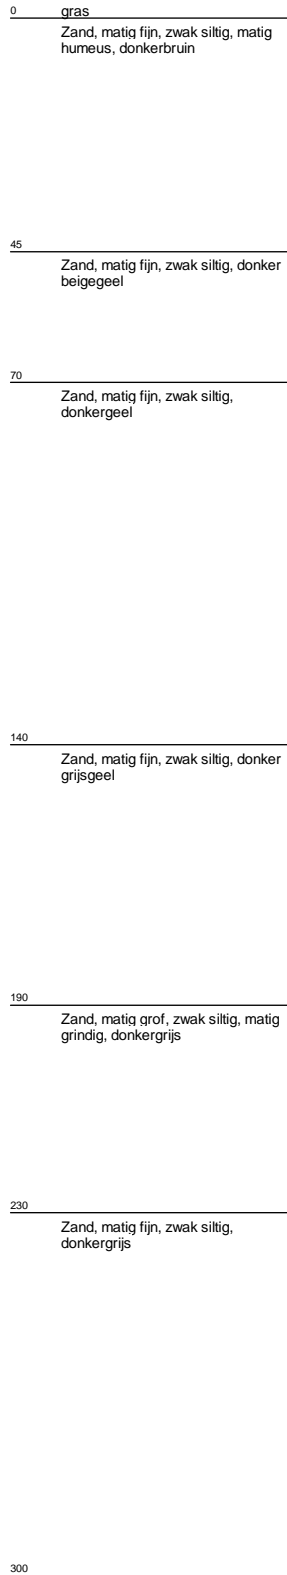 0 gras
Zand, matig fijn, zwak siltig, matig
humeus, donkerbruin
45
Zand, matig fijn, zwak siltig, donker
beigegeel
70
Zand, matig fijn, zwak siltig,
donkergeel
140
Zand, matig fijn, zwak siltig, donker
grijsgeel
190
Zand, matig grof, zwak siltig, matig
grindig, donkergrijs
230
Zand, matig fijn, zwak siltig,
donkergrijs
300